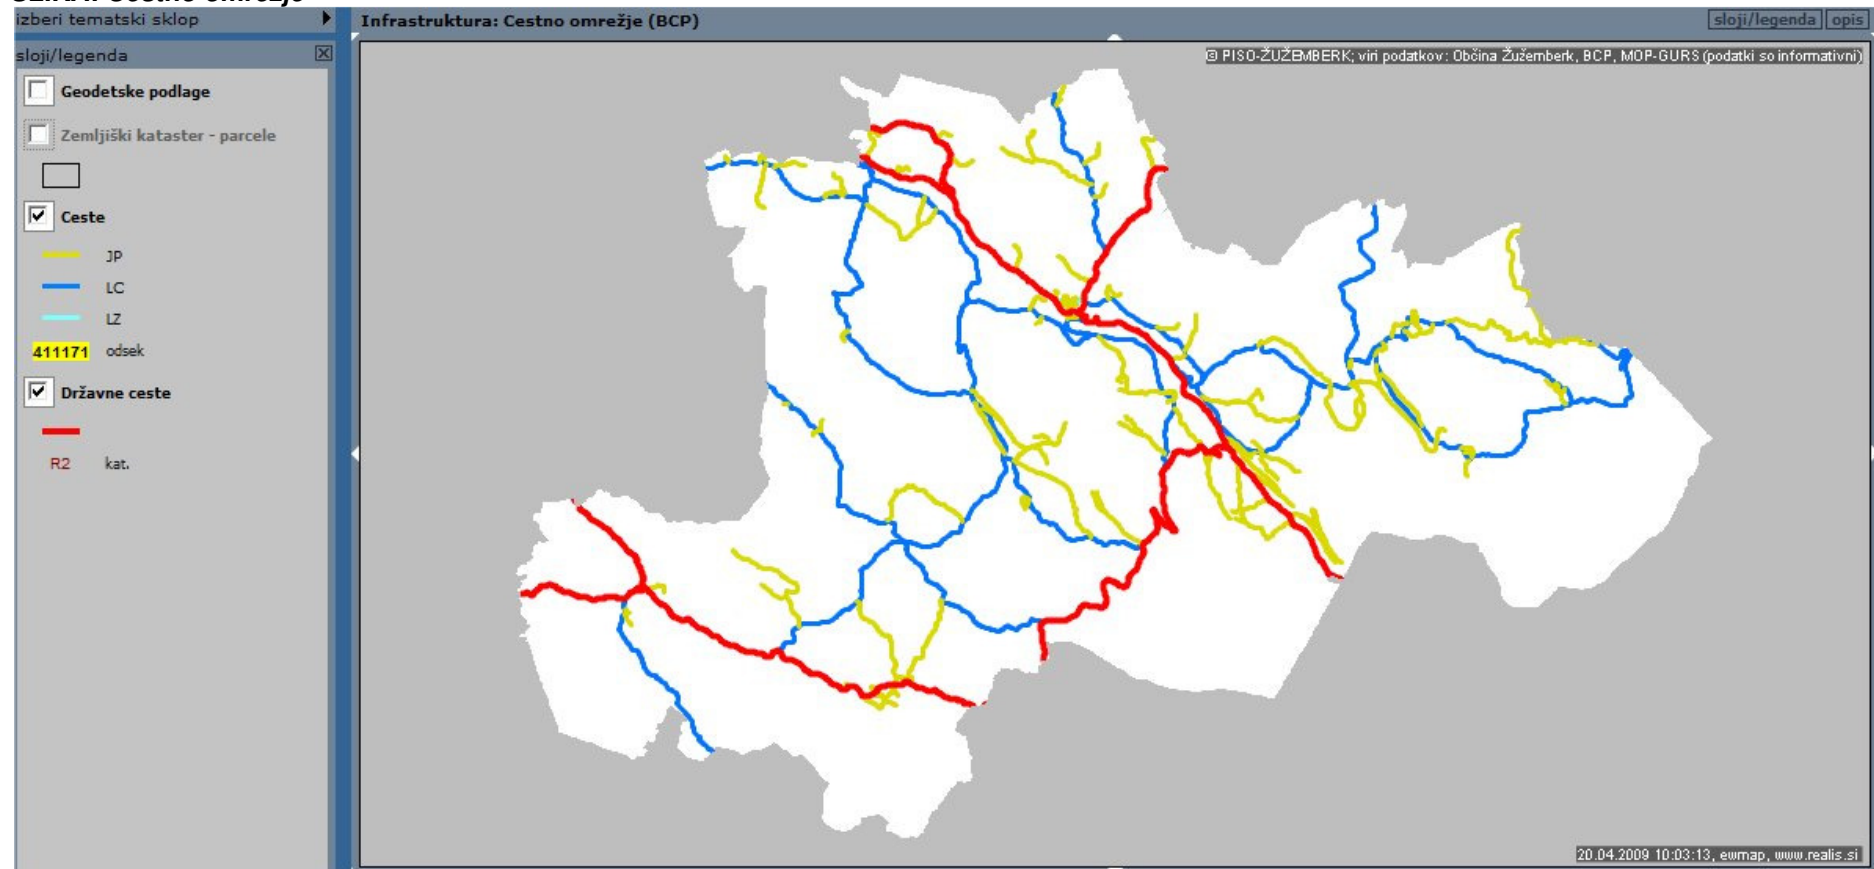 izberi tematski sklop
Infrastruktura: Cestno omrežje (BCP)
sloji/legenda
opis
sloji/legenda
© PISO-ŽUŽEMBERK; viri podatkov: Občina Žužemberk, BCP, MOP-GURS (podatki so informativni)
Geodetske podlage
Zemljiški kataster - parcele
Ceste
JP
LC
LZ
411171 odsek
Državne ceste
R2 kat.
20.04.2009 10:03:13, ewmap, www.realis.si